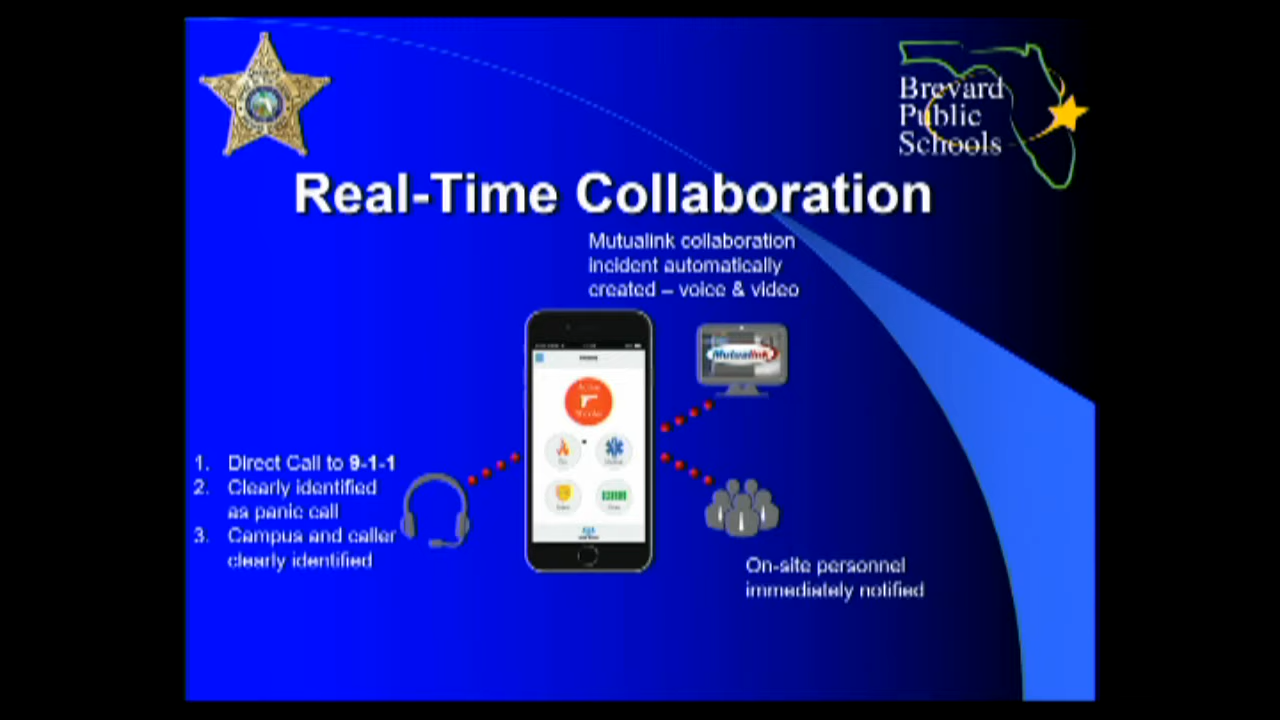 Brevard
Public
Schools
Real-Time Collaboration
Mutualink collaboration
incident automatically
created – voice & video
Mutualink
1. Direct Call to 9-1-1
2. Clearly identified
as panic call
3. Campus and caller
clearly identified
On-site personnel
immediately notified